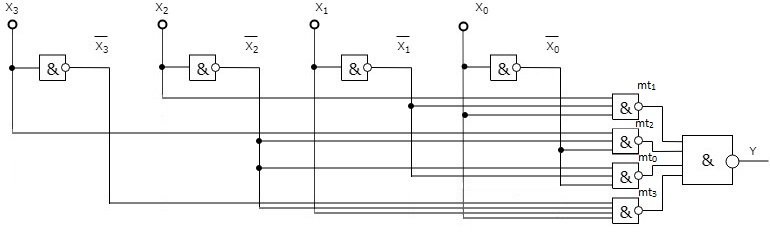 X₃ X₂ X₁ X₀
X̅₃ X̅₂ X̅₁ X̅₀
& & & &
mt₁
&
mt₂
&
& Y
mt₀
&
mt₃
&